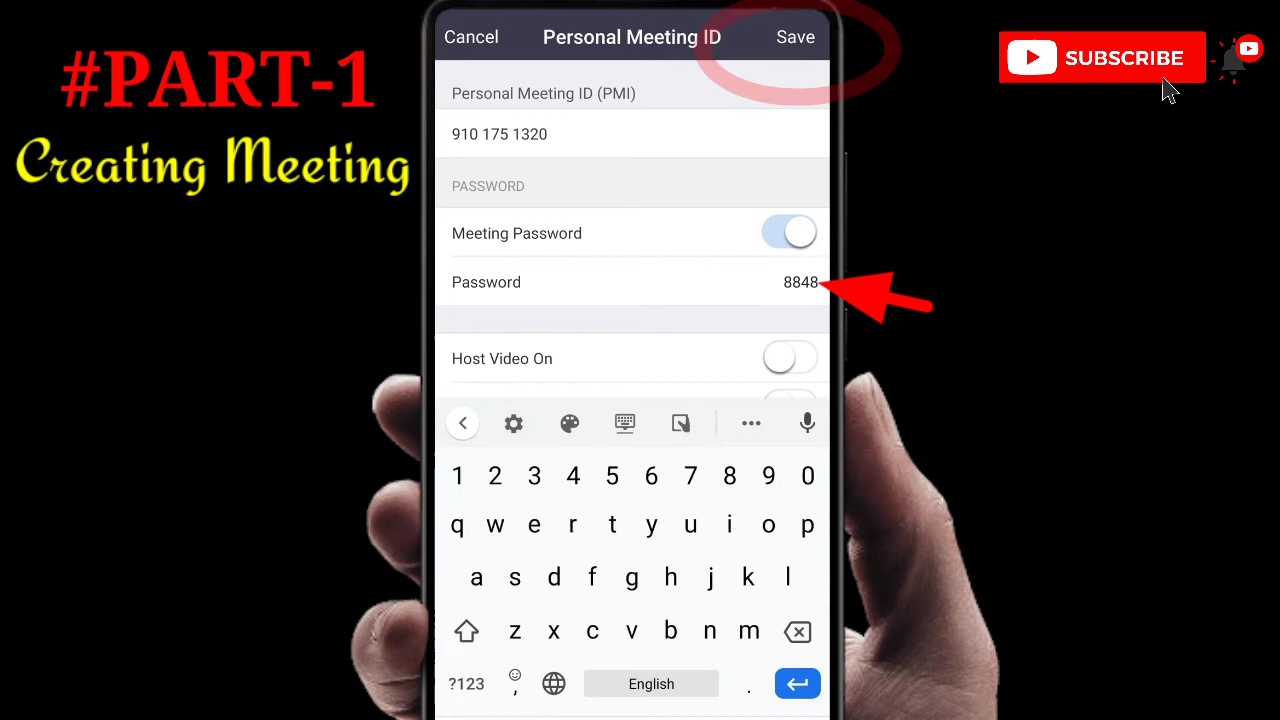 #PART-1
Creating Meeting
Cancel Personal Meeting ID Save
SUBSCRIBE
Personal Meeting ID (PMI)
910 175 1320
PASSWORD
Meeting Password
Password 8848
Host Video On
1 2 3 4 5 6 7 8 9 0
q w e r t y u i o p
a s d f g h j k l
z x c v b n m
?123 , English .